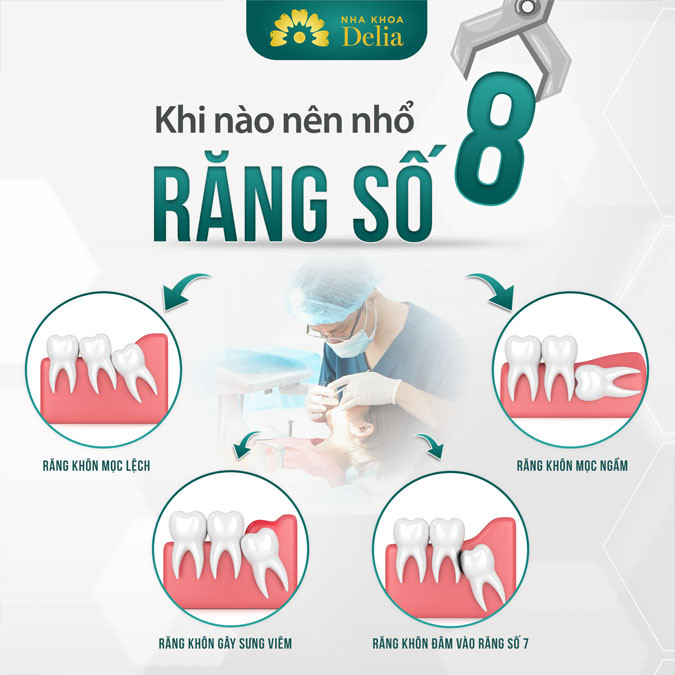 NHA KHOA
Delia
Khi nào nên nhổ
RĂNG SỐ 8
RĂNG KHÔN MỌC LỆCH
RĂNG KHÔN MỌC NGẦM
RĂNG KHÔN GÂY SƯNG VIÊM
RĂNG KHÔN ĐÂM VÀO RĂNG SỐ 7